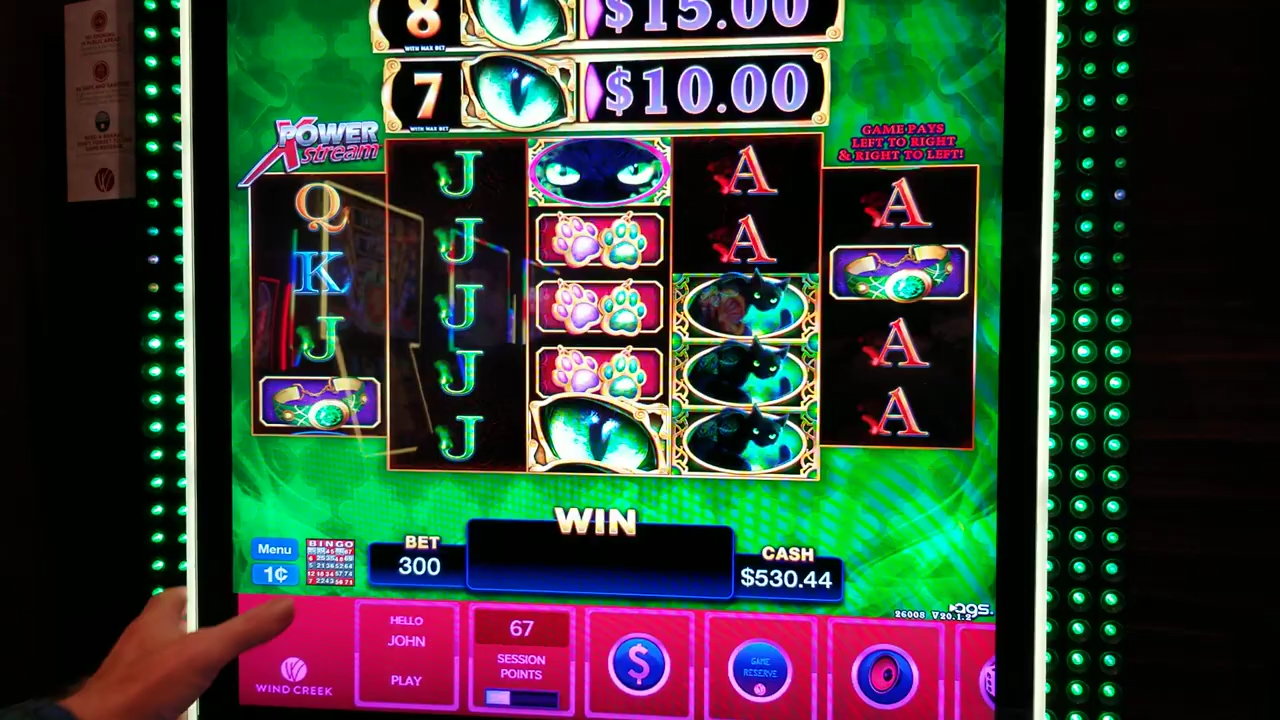 8
WITH MAX BET
$15.00
7
WITH MAX BET
$10.00
POWER
Xstream
GAME PAYS
LEFT TO RIGHT
& RIGHT TO LEFT!
Q
K
J
J
J
J
J
J
A
A
A
A
A
WIN
Menu
1¢
BINGO
BET
300
CASH
$530.44
AGS.
26008 V20.1.2
WIND CREEK
HELLO
JOHN
PLAY
67
SESSION
POINTS
$
GAME
RESERVE